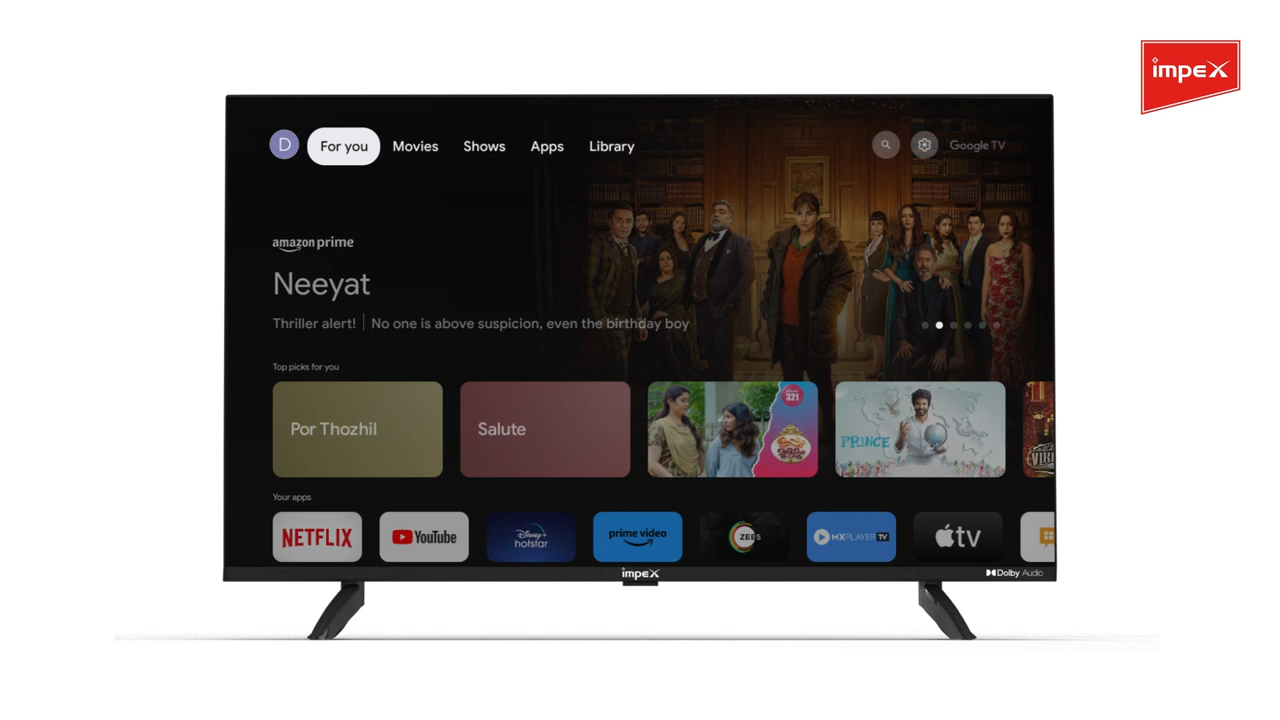 impex
D
For you
Movies
Shows
Apps
Library
Google TV
amazon prime
Neeyat
Thriller alert! | No one is above suspicion, even the birthday boy
Top picks for you
Por Thozhil
Salute
321
PRINCE
Your apps
NETFLIX
YouTube
Disney+
hotstar
prime video
ZEE5
MXPLAYER TV
tv
impex
Dolby Audio